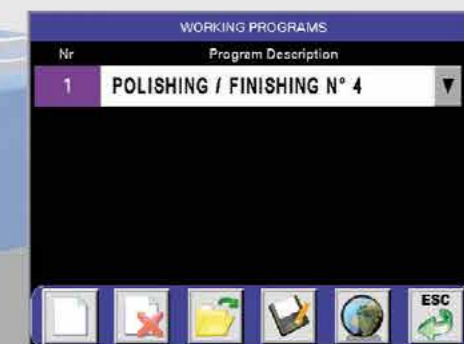 WORKING PROGRAMS
Nr Program Description
1 POLISHING / FINISHING N° 4
ESC